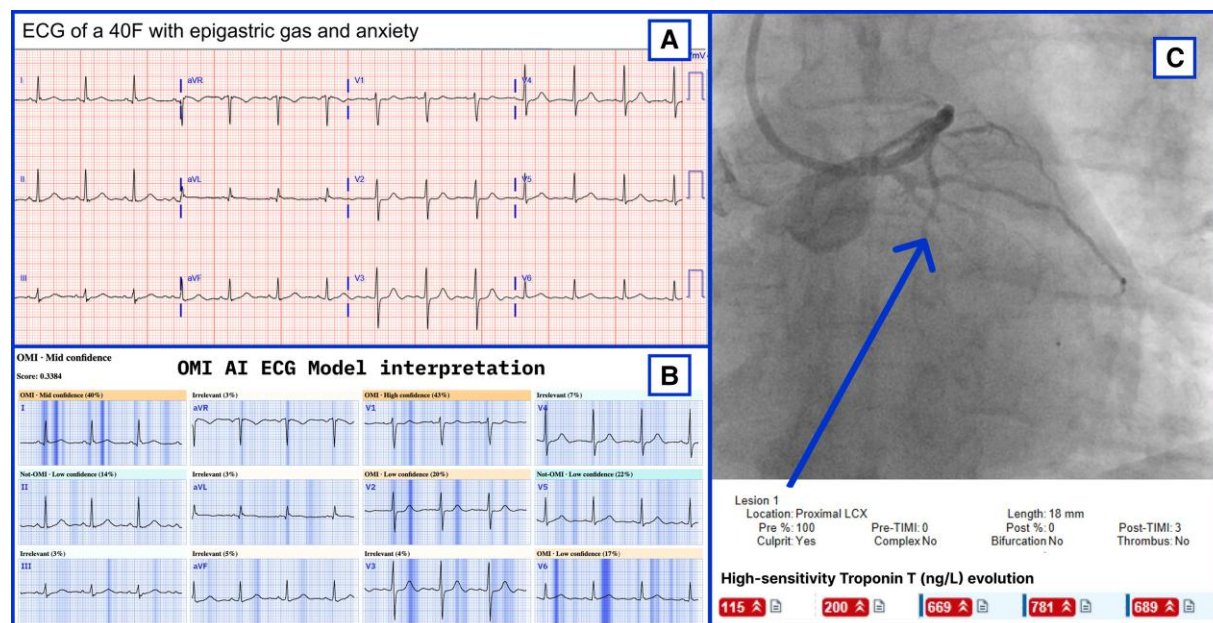 ECG of a 40F with epigastric gas and anxiety
A
/mV
I
aVR
V1
V4
II
aVL
V2
V5
III
aVF
V3
V6
OMI · Mid confidence
Score: 0.3384
OMI AI ECG Model interpretation
B
OMI · Mid confidence (40%)
Irrelevant (3%)
OMI · High confidence (43%)
Irrelevant (7%)
I
aVR
V1
V4
Not-OMI · Low confidence (14%)
Irrelevant (3%)
OMI · Low confidence (20%)
Not-OMI · Low confidence (22%)
II
aVL
V2
V5
Irrelevant (3%)
Irrelevant (5%)
Irrelevant (4%)
OMI · Low confidence (17%)
III
aVF
V3
V6
C
Lesion 1
Location: Proximal LCX Length: 18 mm
Pre %: 100 Pre-TIMI: 0 Post %: 0 Post-TIMI: 3
Culprit: Yes Complex No Bifurcation No Thrombus: No
High-sensitivity Troponin T (ng/L) evolution
115 200 669 781 689